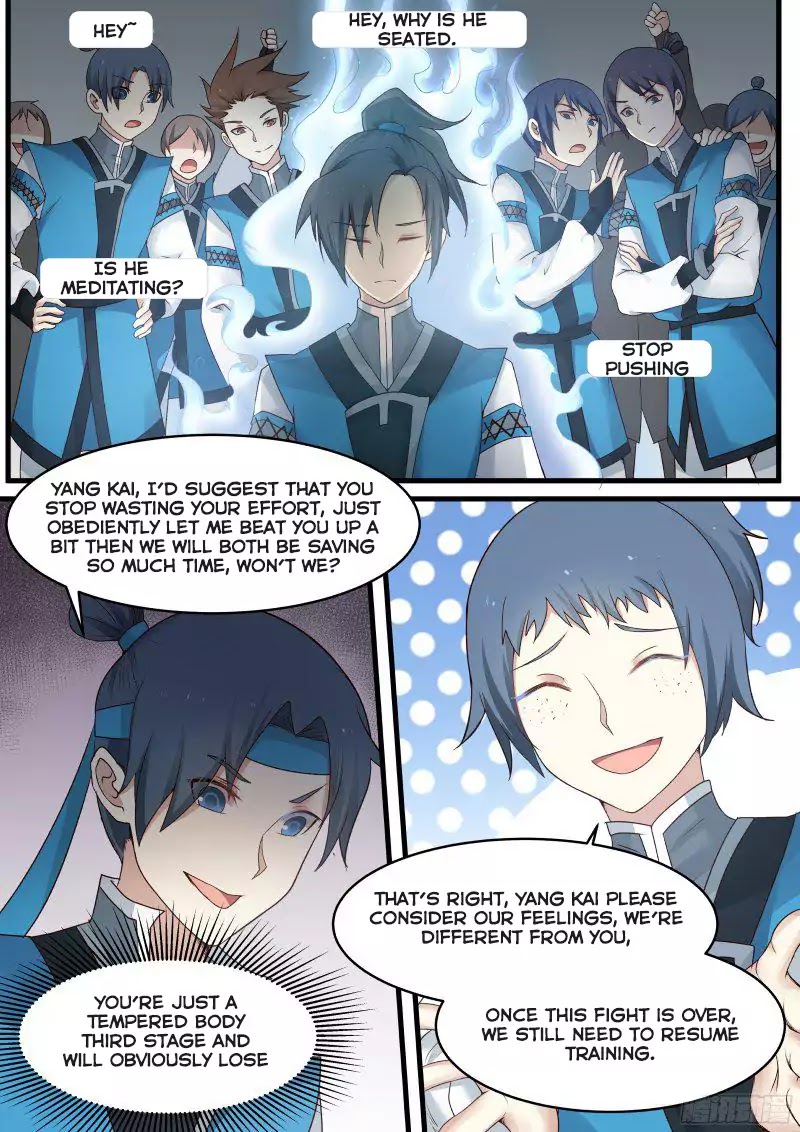 HEY~
HEY, WHY IS HE
SEATED.
IS HE
MEDITATING?
STOP
PUSHING
YANG KAI, I'D SUGGEST THAT YOU
STOP WASTING YOUR EFFORT, JUST
OBEDIENTLY LET ME BEAT YOU UP A
BIT THEN WE WILL BOTH BE SAVING
SO MUCH TIME, WON'T WE?
YOU'RE JUST A
TEMPERED BODY
THIRD STAGE AND
WILL OBVIOUSLY LOSE
THAT'S RIGHT, YANG KAI PLEASE
CONSIDER OUR FEELINGS, WE'RE
DIFFERENT FROM YOU,
ONCE THIS FIGHT IS OVER,
WE STILL NEED TO RESUME
TRAINING.